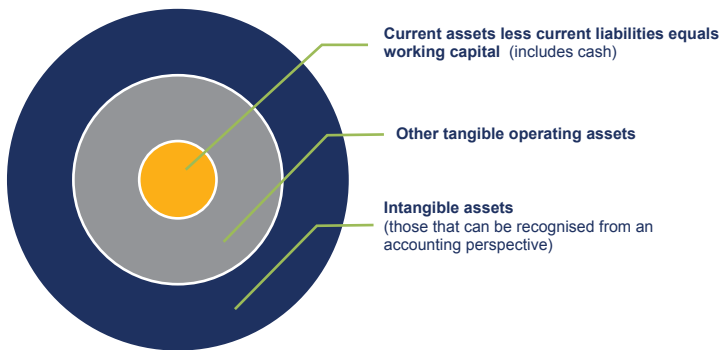 Current assets less current liabilities equals
working capital (includes cash)
Other tangible operating assets
Intangible assets
(those that can be recognised from an
accounting perspective)